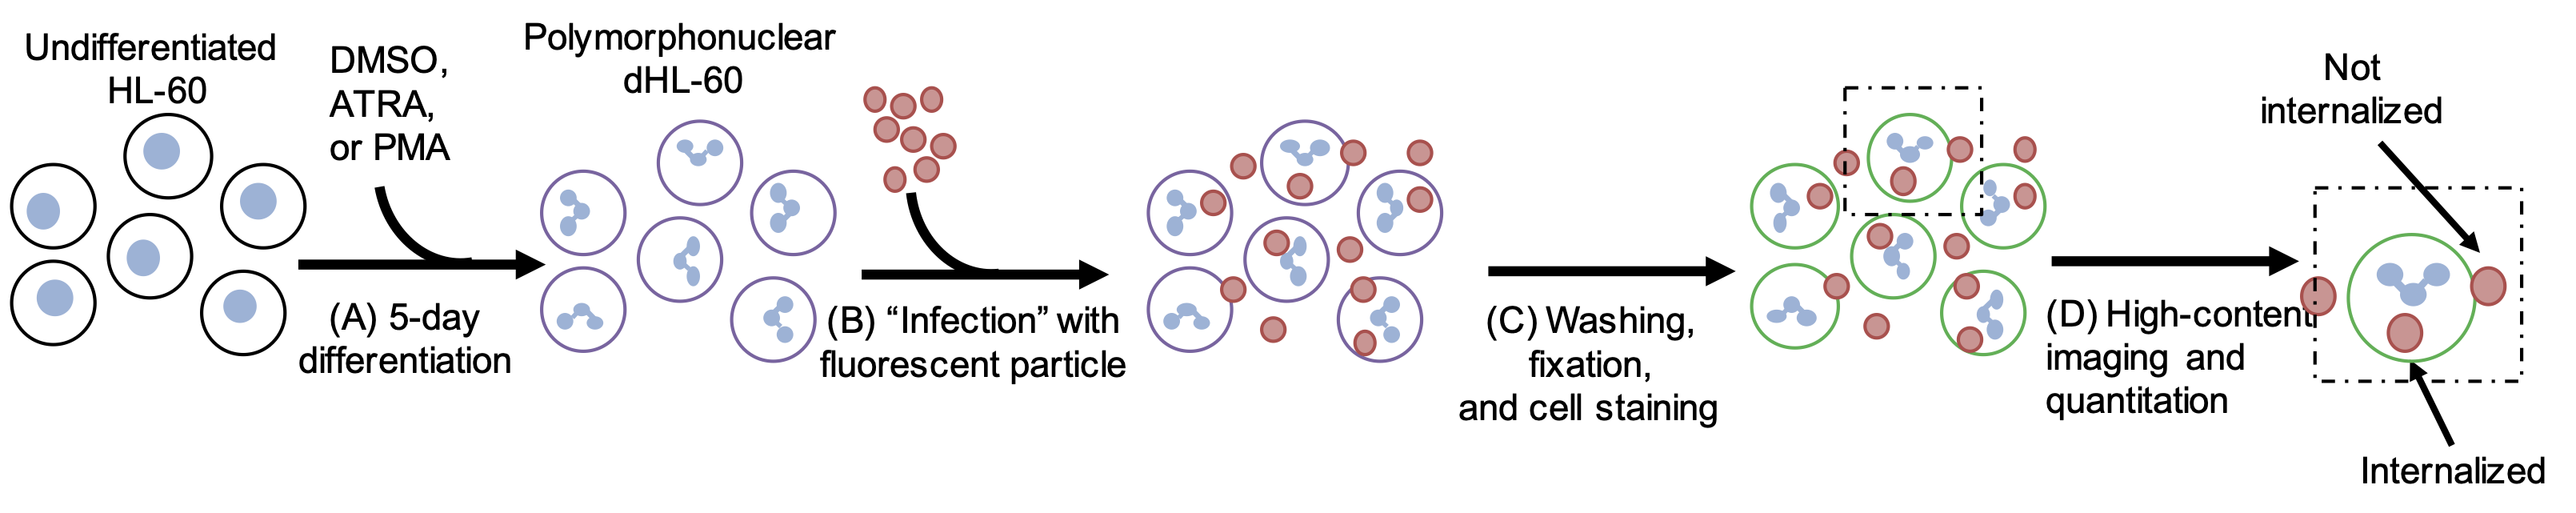 Undifferentiated
HL-60
DMSO,
ATRA,
or PMA
(A) 5-day
differentiation
Polymorphonuclear
dHL-60
(B) “Infection” with
fluorescent particle
(C) Washing,
fixation,
and cell staining
(D) High-content
imaging and
quantitation
Not
internalized
Internalized